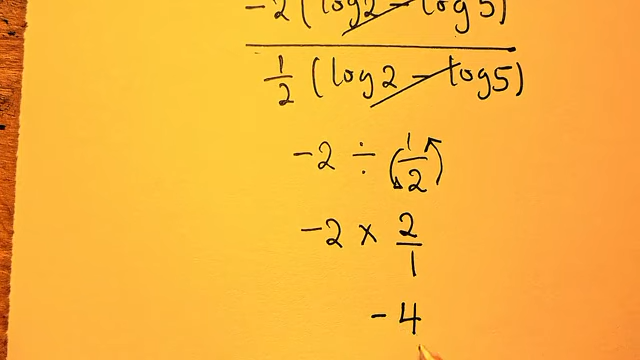 -2 (log2 - log5)
1/2 (log2 - log5)
-2 ÷ (1/2)
-2 × 2/1
-4